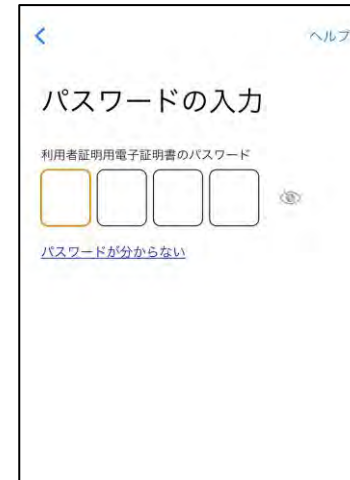 ヘルプ
パスワードの入力
利用者証明用電子証明書のパスワード
パスワードが分からない